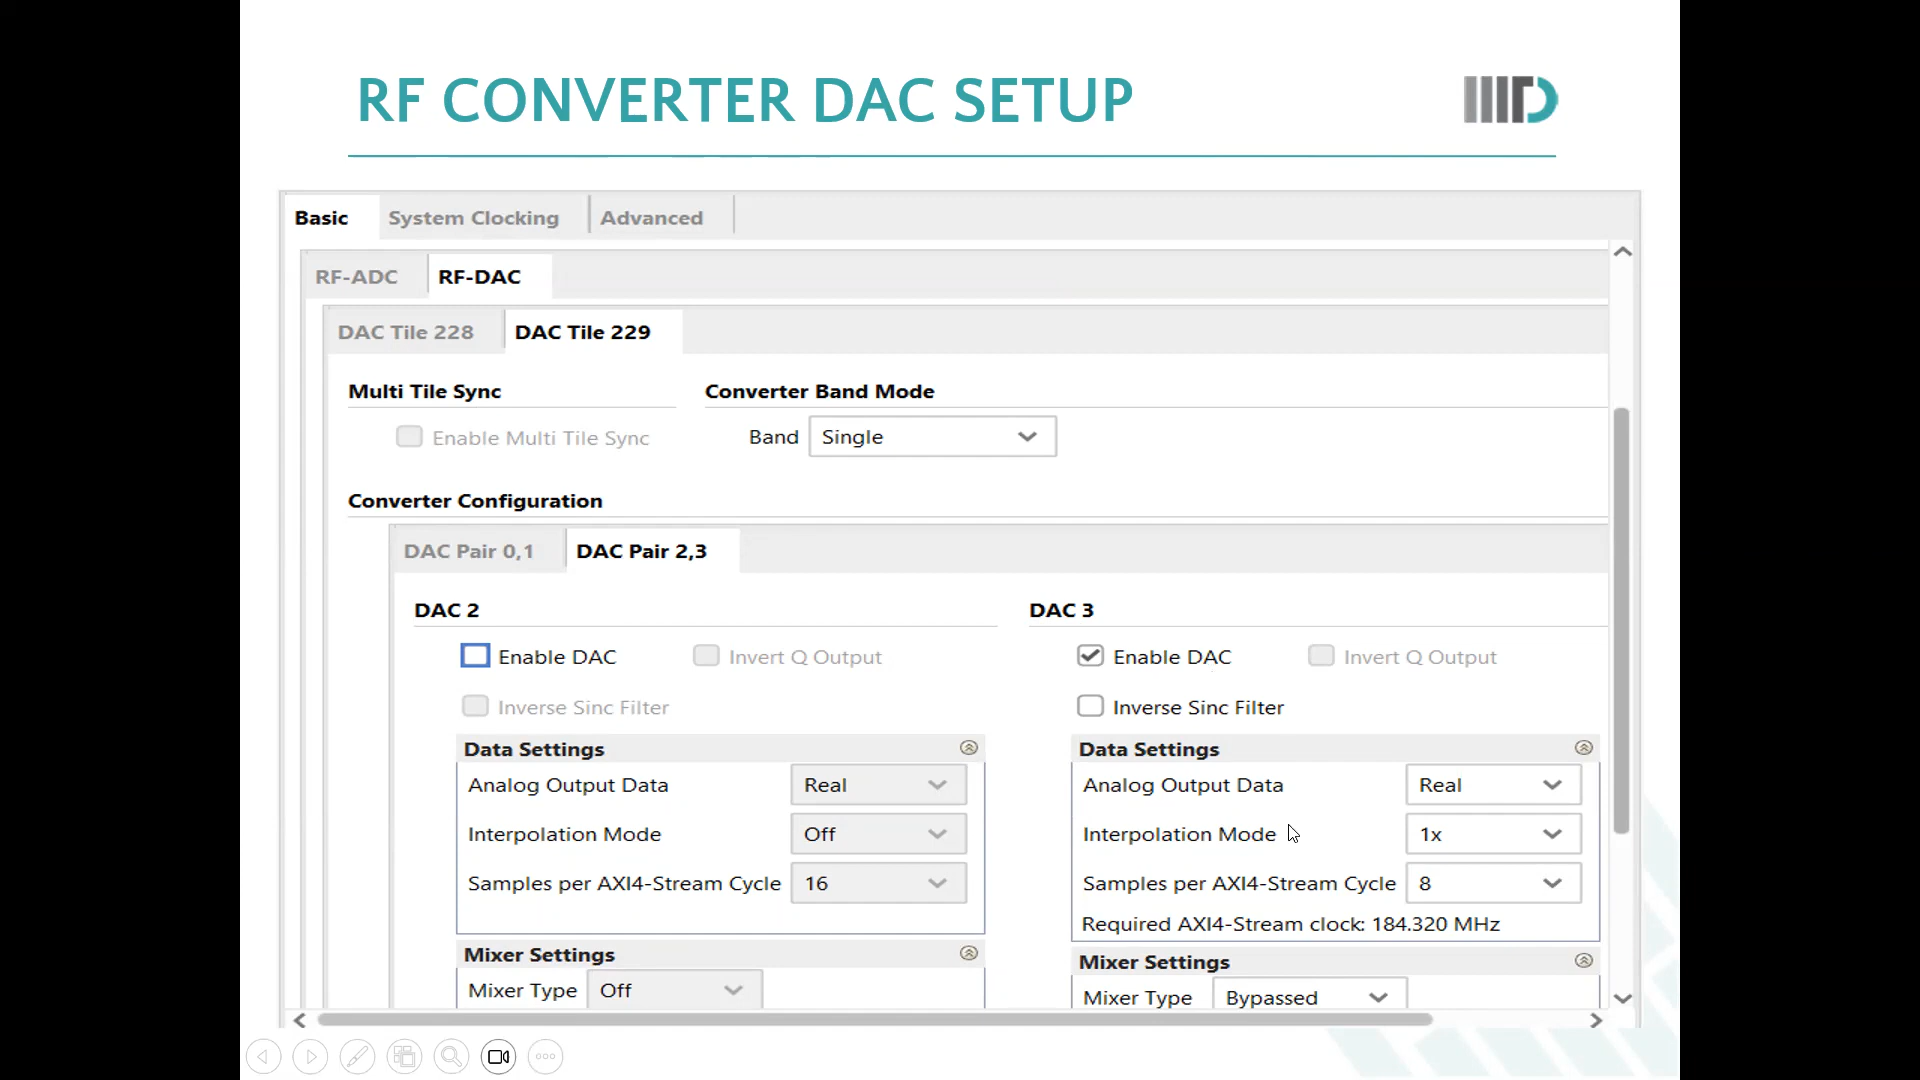 RF CONVERTER DAC SETUP
Basic System Clocking Advanced
RF-ADC RF-DAC
DAC Tile 228 DAC Tile 229
Multi Tile Sync Converter Band Mode
Enable Multi Tile Sync Band Single
Converter Configuration
DAC Pair 0,1 DAC Pair 2,3
DAC 2 DAC 3
Enable DAC Invert Q Output Enable DAC Invert Q Output
Inverse Sinc Filter Inverse Sinc Filter
Data Settings Data Settings
Analog Output Data Real Analog Output Data Real
Interpolation Mode Off Interpolation Mode 1x
Samples per AXI4-Stream Cycle 16 Samples per AXI4-Stream Cycle 8
Required AXI4-Stream clock: 184.320 MHz
Mixer Settings Mixer Settings
Mixer Type Off Mixer Type Bypassed